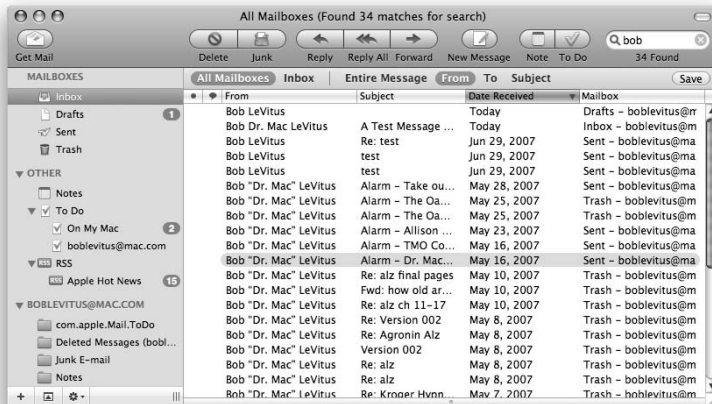 All Mailboxes (Found 34 matches for search)
bob
Get Mail Delete Junk Reply Reply All Forward New Message Note To Do 34 Found
MAILBOXES
Inbox
Drafts 1
Sent
Trash
OTHER
Notes
To Do
On My Mac 2
boblevitus@mac.com
RSS RSS
RSS Apple Hot News 15
BOBLEVITUS@MAC.COM
com.apple.Mail.ToDo
Deleted Messages (bobl...
Junk E-mail
Notes
All Mailboxes Inbox Entire Message From To Subject Save
From Subject Date Received Mailbox
Bob LeVitus Today Drafts – boblevitus@m
Bob Dr. Mac LeVitus A Test Message ... Today Inbox – boblevitus@m
Bob LeVitus Re: test Jun 29, 2007 Sent – boblevitus@ma
Bob LeVitus test Jun 29, 2007 Sent – boblevitus@ma
Bob LeVitus test Jun 29, 2007 Sent – boblevitus@ma
Bob "Dr. Mac" LeVitus Alarm – Take ou... May 28, 2007 Sent – boblevitus@ma
Bob "Dr. Mac" LeVitus Alarm – The Oa... May 25, 2007 Trash – boblevitus@m
Bob "Dr. Mac" LeVitus Alarm – The Oa... May 25, 2007 Trash – boblevitus@m
Bob "Dr. Mac" LeVitus Alarm – Allison ... May 23, 2007 Sent – boblevitus@ma
Bob "Dr. Mac" LeVitus Alarm – TMO Co... May 16, 2007 Sent – boblevitus@ma
Bob "Dr. Mac" LeVitus Alarm – Dr. Mac... May 16, 2007 Sent – boblevitus@ma
Bob "Dr. Mac" LeVitus Re: alz final pages May 10, 2007 Trash – boblevitus@m
Bob "Dr. Mac" LeVitus Fwd: how old ar... May 10, 2007 Trash – boblevitus@m
Bob "Dr. Mac" LeVitus Re: alz ch 11–17 May 10, 2007 Trash – boblevitus@m
Bob "Dr. Mac" LeVitus Re: Version 002 May 8, 2007 Trash – boblevitus@m
Bob "Dr. Mac" LeVitus Re: Agronin Alz May 8, 2007 Trash – boblevitus@m
Bob "Dr. Mac" LeVitus Version 002 May 8, 2007 Trash – boblevitus@m
Bob "Dr. Mac" LeVitus Re: alz May 8, 2007 Trash – boblevitus@m
Bob "Dr. Mac" LeVitus Re: alz May 8, 2007 Trash – boblevitus@m
Bob "Dr. Mac" LeVitus Re: Kroger Hynn... May 7, 2007 Trash – boblevitus@m